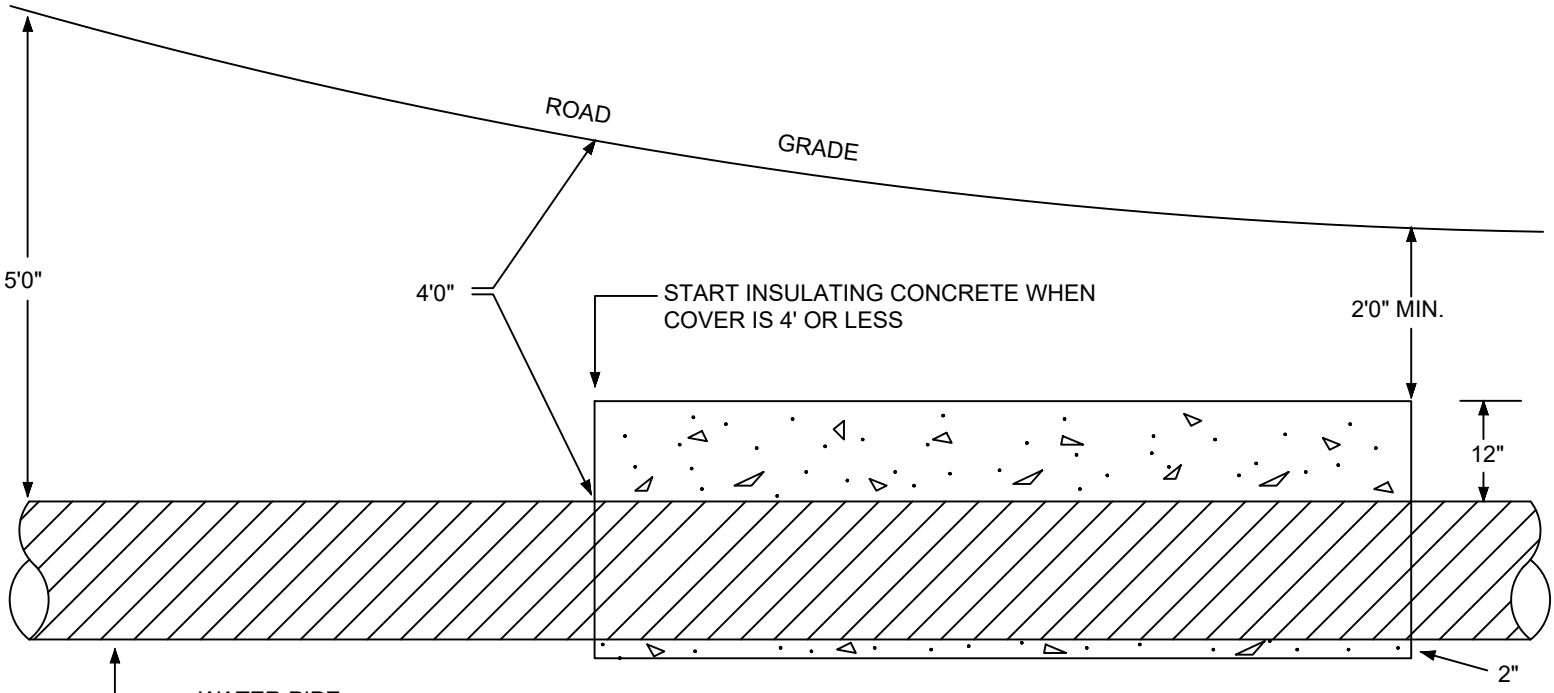 ROAD
GRADE
5'0"
4'0"
START INSULATING CONCRETE WHEN
COVER IS 4' OR LESS
2'0" MIN.
12"
2"
WATER PIPE